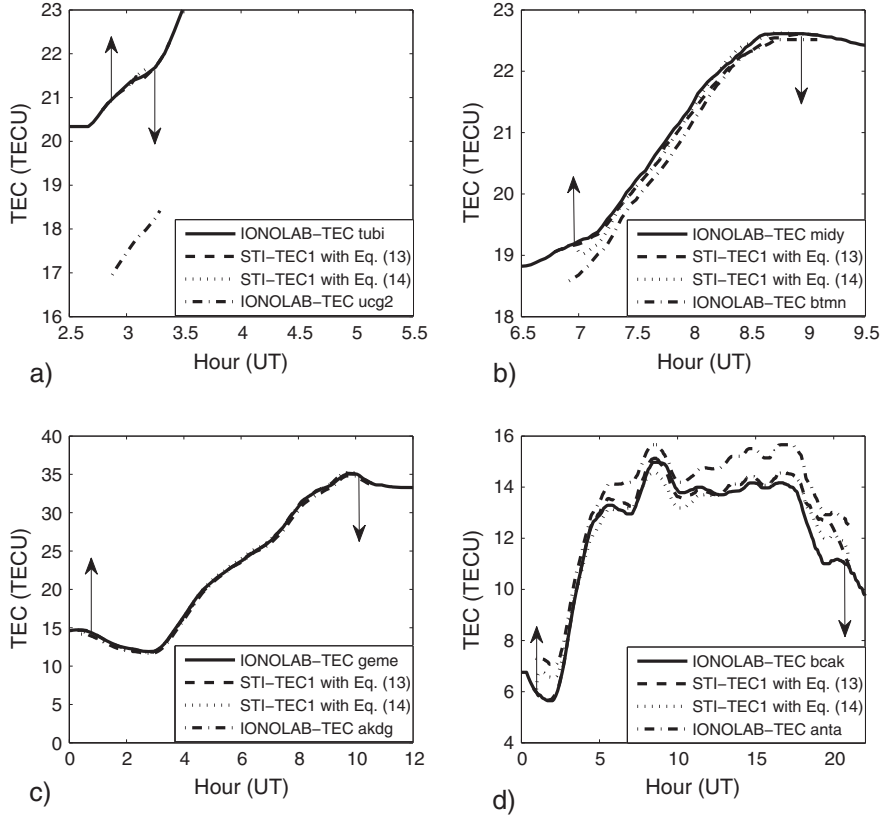 23
22
21
20
19
18
17
16
TEC (TECU)
2.5 3 3.5 4 4.5 5 5.5
Hour (UT)
IONOLAB−TEC tubi
STI−TEC1 with Eq. (13)
STI−TEC1 with Eq. (14)
IONOLAB−TEC ucg2
a)
23
22
21
20
19
18
TEC (TECU)
6.5 7 7.5 8 8.5 9 9.5
Hour (UT)
IONOLAB−TEC midy
STI−TEC1 with Eq. (13)
STI−TEC1 with Eq. (14)
IONOLAB−TEC btmn
b)
40
35
30
25
20
15
10
5
0
TEC (TECU)
0 2 4 6 8 10 12
Hour (UT)
IONOLAB−TEC geme
STI−TEC1 with Eq. (13)
STI−TEC1 with Eq. (14)
IONOLAB−TEC akdg
c)
16
14
12
10
8
6
4
TEC (TECU)
0 5 10 15 20
Hour (UT)
IONOLAB−TEC bcak
STI−TEC1 with Eq. (13)
STI−TEC1 with Eq. (14)
IONOLAB−TEC anta
d)